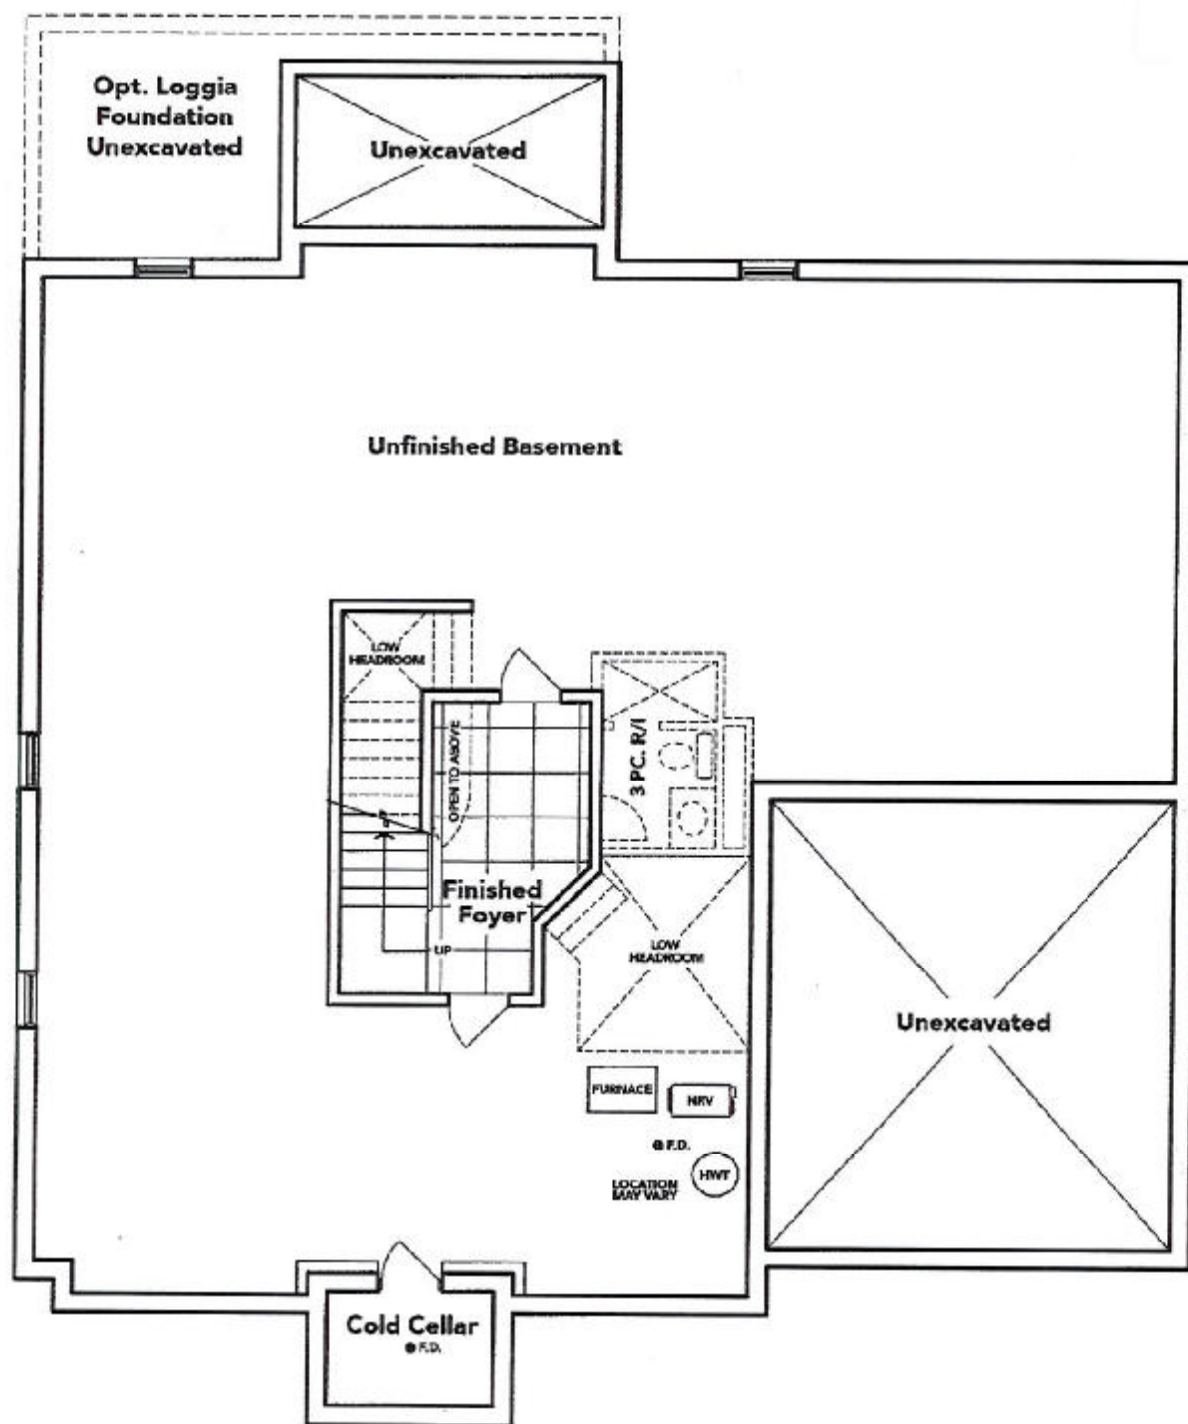 Opt. Loggia
Foundation
Unexcavated
Unexcavated
Unfinished Basement
LOW
HEADROOM
OPEN TO ABOVE
3 PC. R/I
Finished
Foyer
UP
LOW
HEADROOM
Unexcavated
FURNACE
HRV
F.D.
HWT
LOCATION
MAY VARY
Cold Cellar
F.D.